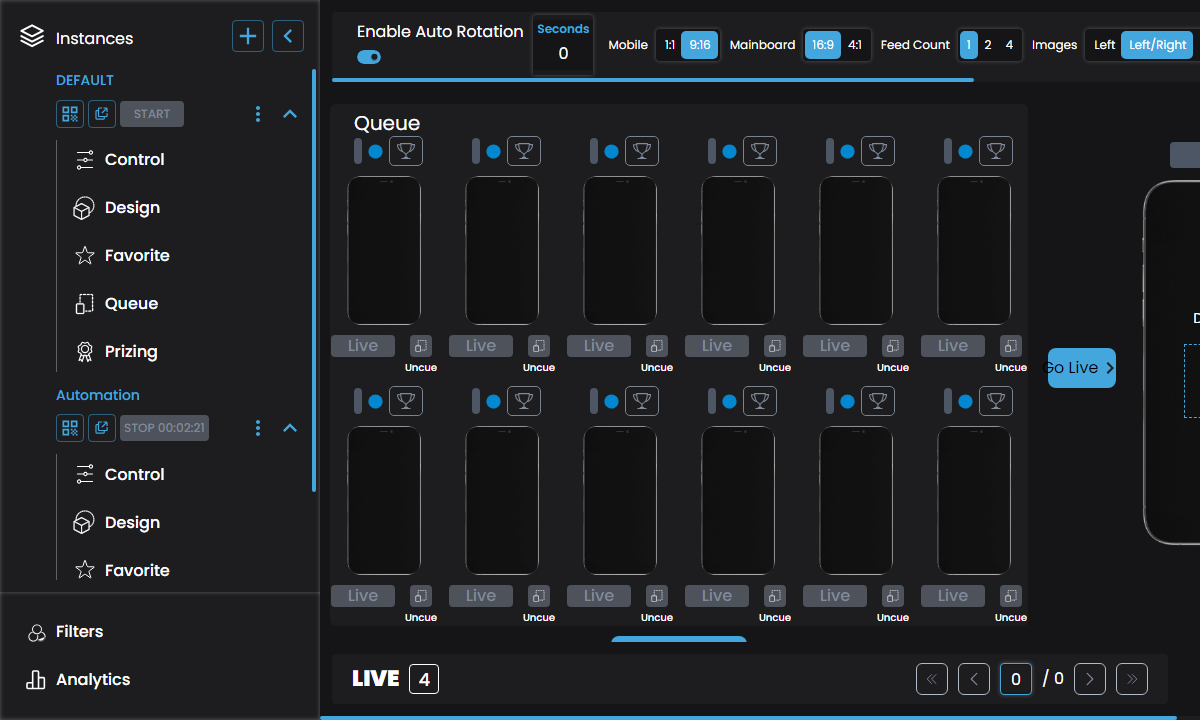 Instances
DEFAULT
START
Control
Design
Favorite
Queue
Prizing
Automation
STOP 00:02:21
Control
Design
Favorite
Filters
Analytics
Enable Auto Rotation
Seconds
0
Mobile 1:1 9:16 Mainboard 16:9 4:1 Feed Count 1 2 4 Images Left Left/Right
Queue
Live Live Live Live Live Live
Uncue Uncue Uncue Uncue Uncue Uncue
Live Live Live Live Live Live
Uncue Uncue Uncue Uncue Uncue Uncue
Go Live
D
LIVE 4
0 / 0